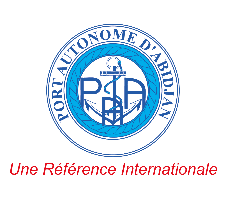 PORT AUTONOME D'ABIDJAN
PAA
Une Référence Internationale